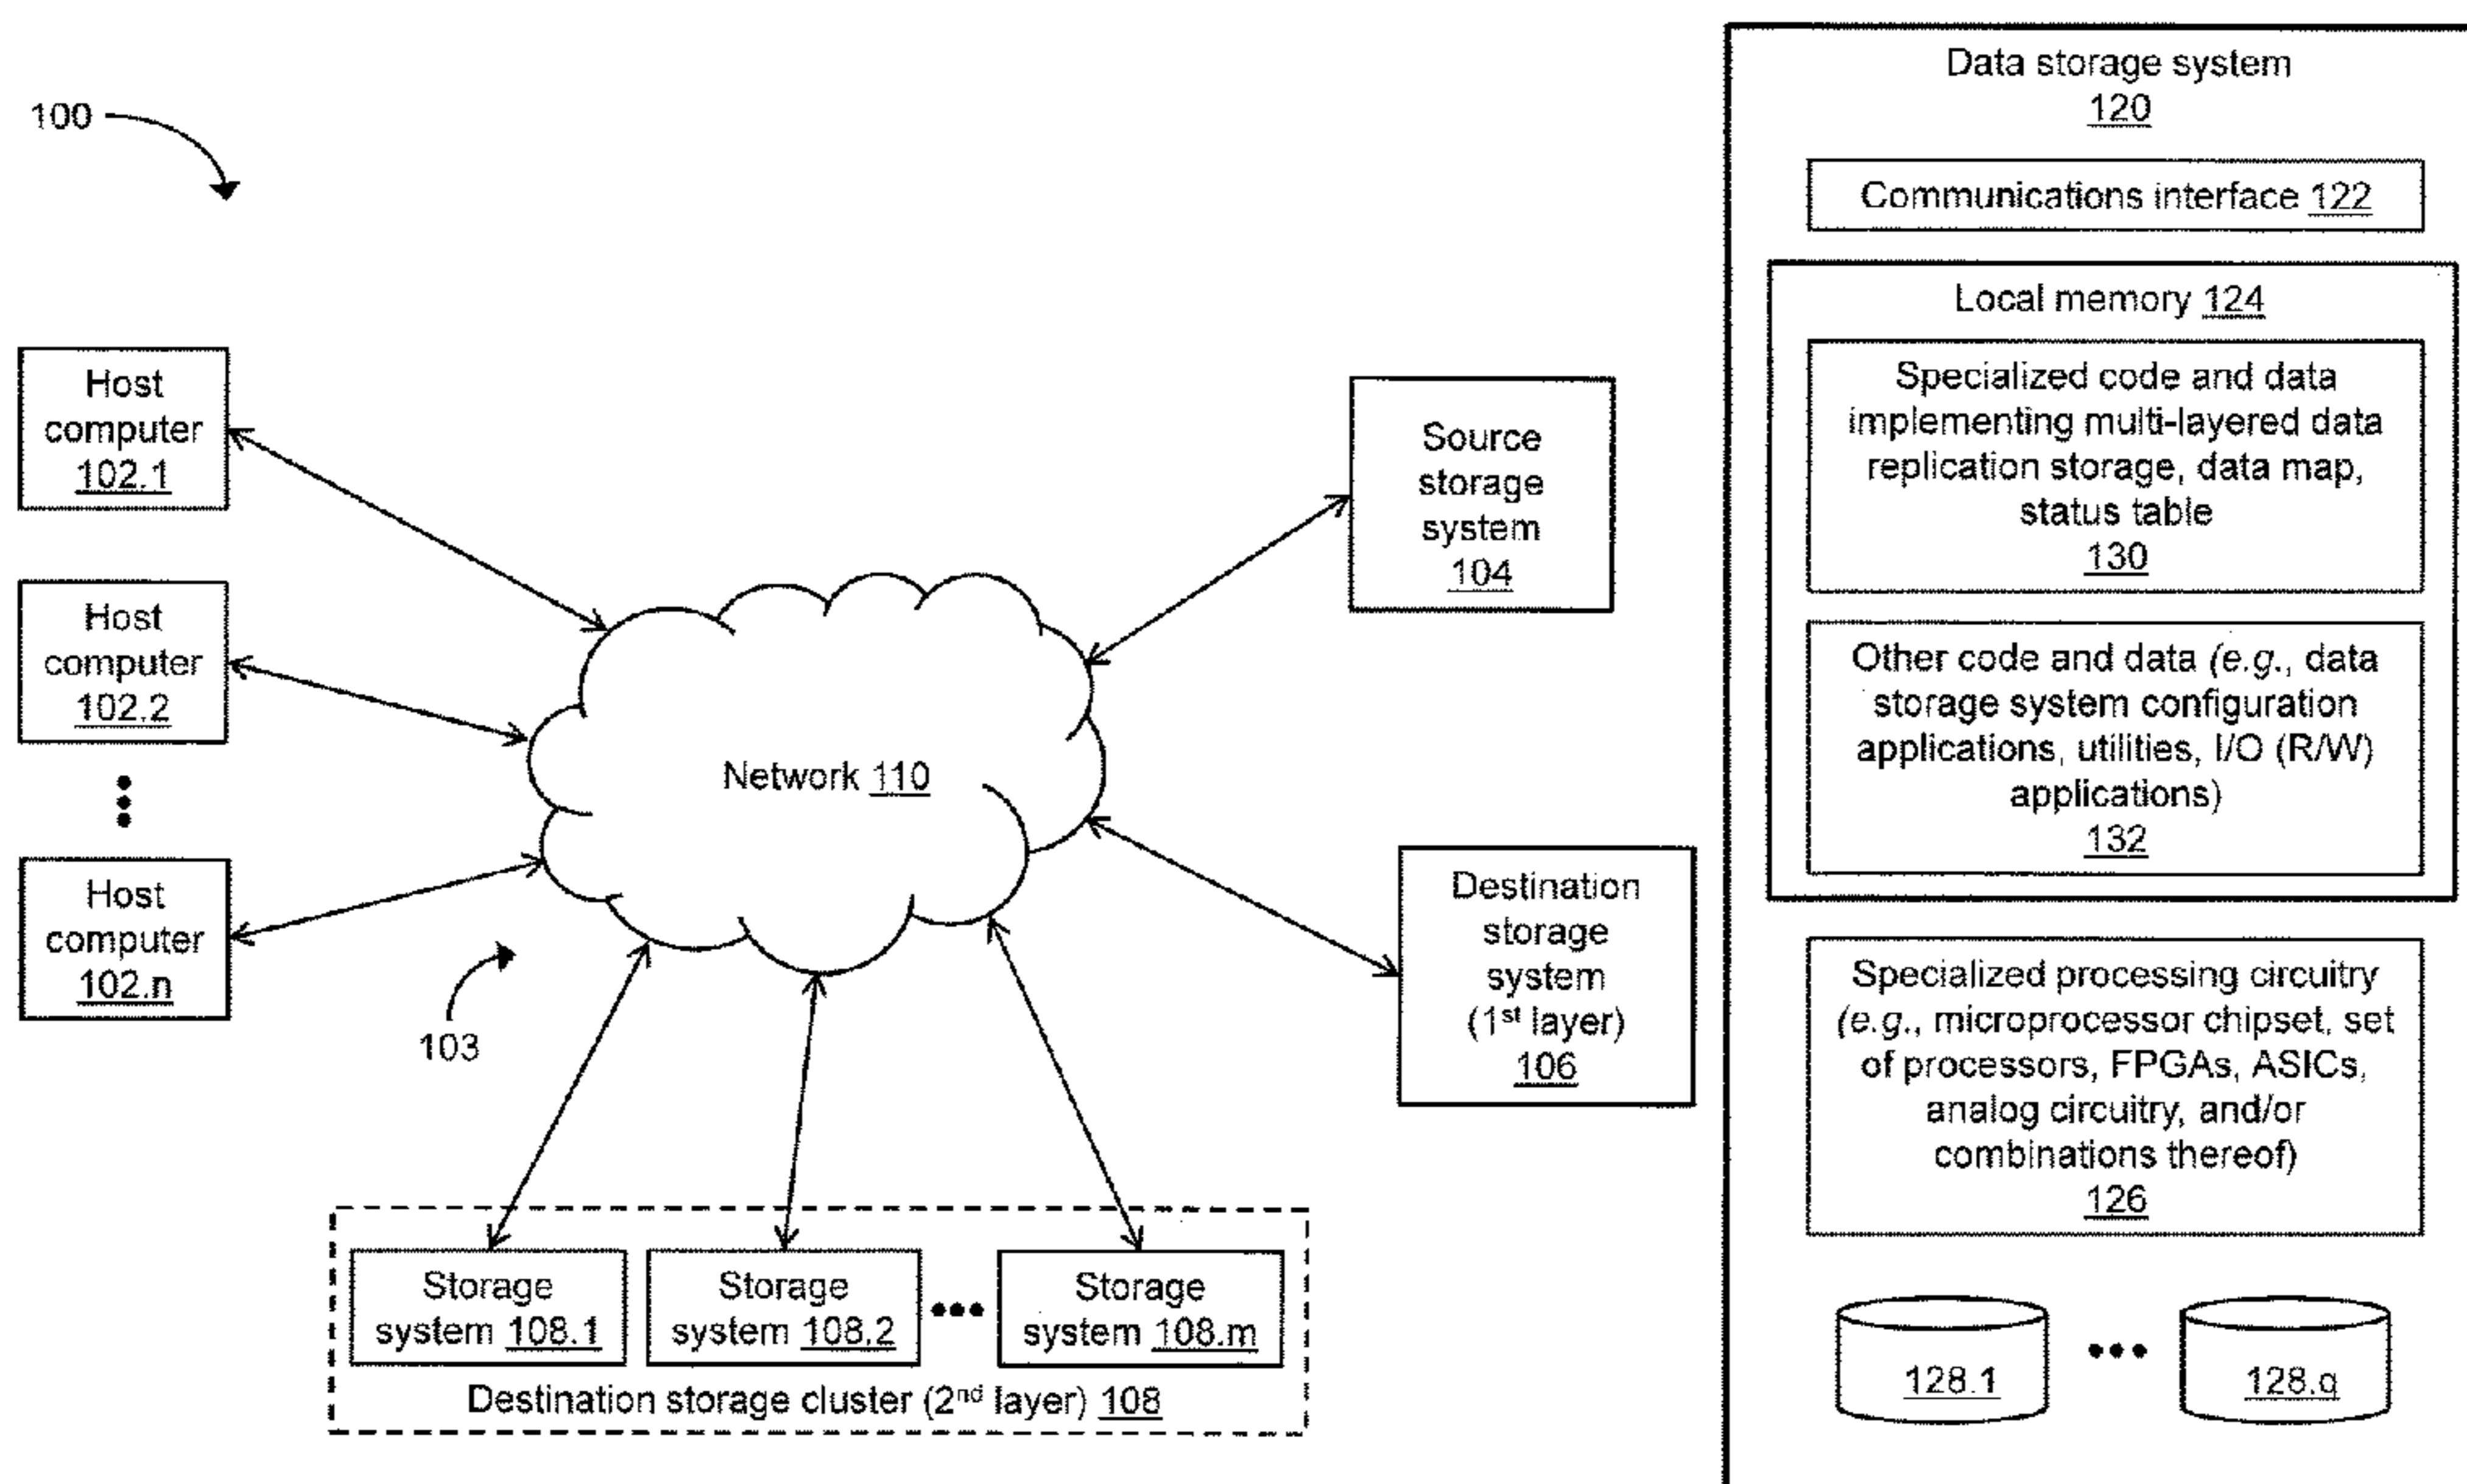 100
Host
computer
102.1
Host
computer
102.2
Host
computer
102.n
103
Network 110
Source
storage
system
104
Destination
storage
system
(1st layer)
106
Storage
system 108.1
Storage
system 108.2
Storage
system 108.m
Destination storage cluster (2nd layer) 108
Data storage system
120
Communications interface 122
Local memory 124
Specialized code and data
implementing multi-layered data
replication storage, data map,
status table
130
Other code and data (e.g., data
storage system configuration
applications, utilities, I/O (R/W)
applications)
132
Specialized processing circuitry
(e.g., microprocessor chipset, set
of processors, FPGAs, ASICs,
analog circuitry, and/or
combinations thereof)
126
128.1
128.q